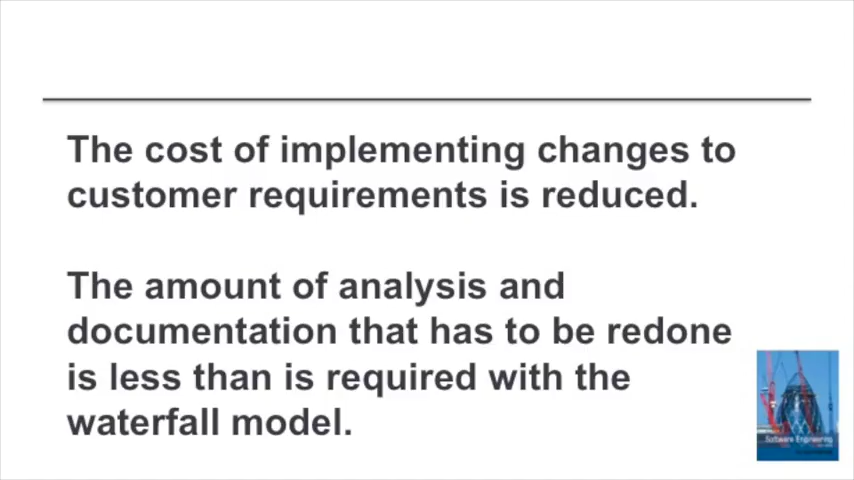 The cost of implementing changes to
customer requirements is reduced.
The amount of analysis and
documentation that has to be redone
is less than is required with the
waterfall model.
Software Engineering